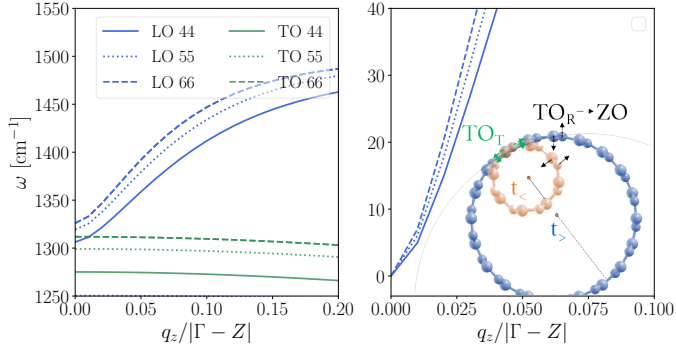 1550
1500
1450
1400
1350
1300
1250
ω [cm⁻¹]
LO 44
LO 55
LO 66
TO 44
TO 55
TO 66
0.00 0.05 0.10 0.15 0.20
q_z/|Γ − Z|
40
30
20
10
0
TO_R⁻→ZO
TO_T
t_<
t_>
0.000 0.025 0.050 0.075 0.100
q_z/|Γ − Z|